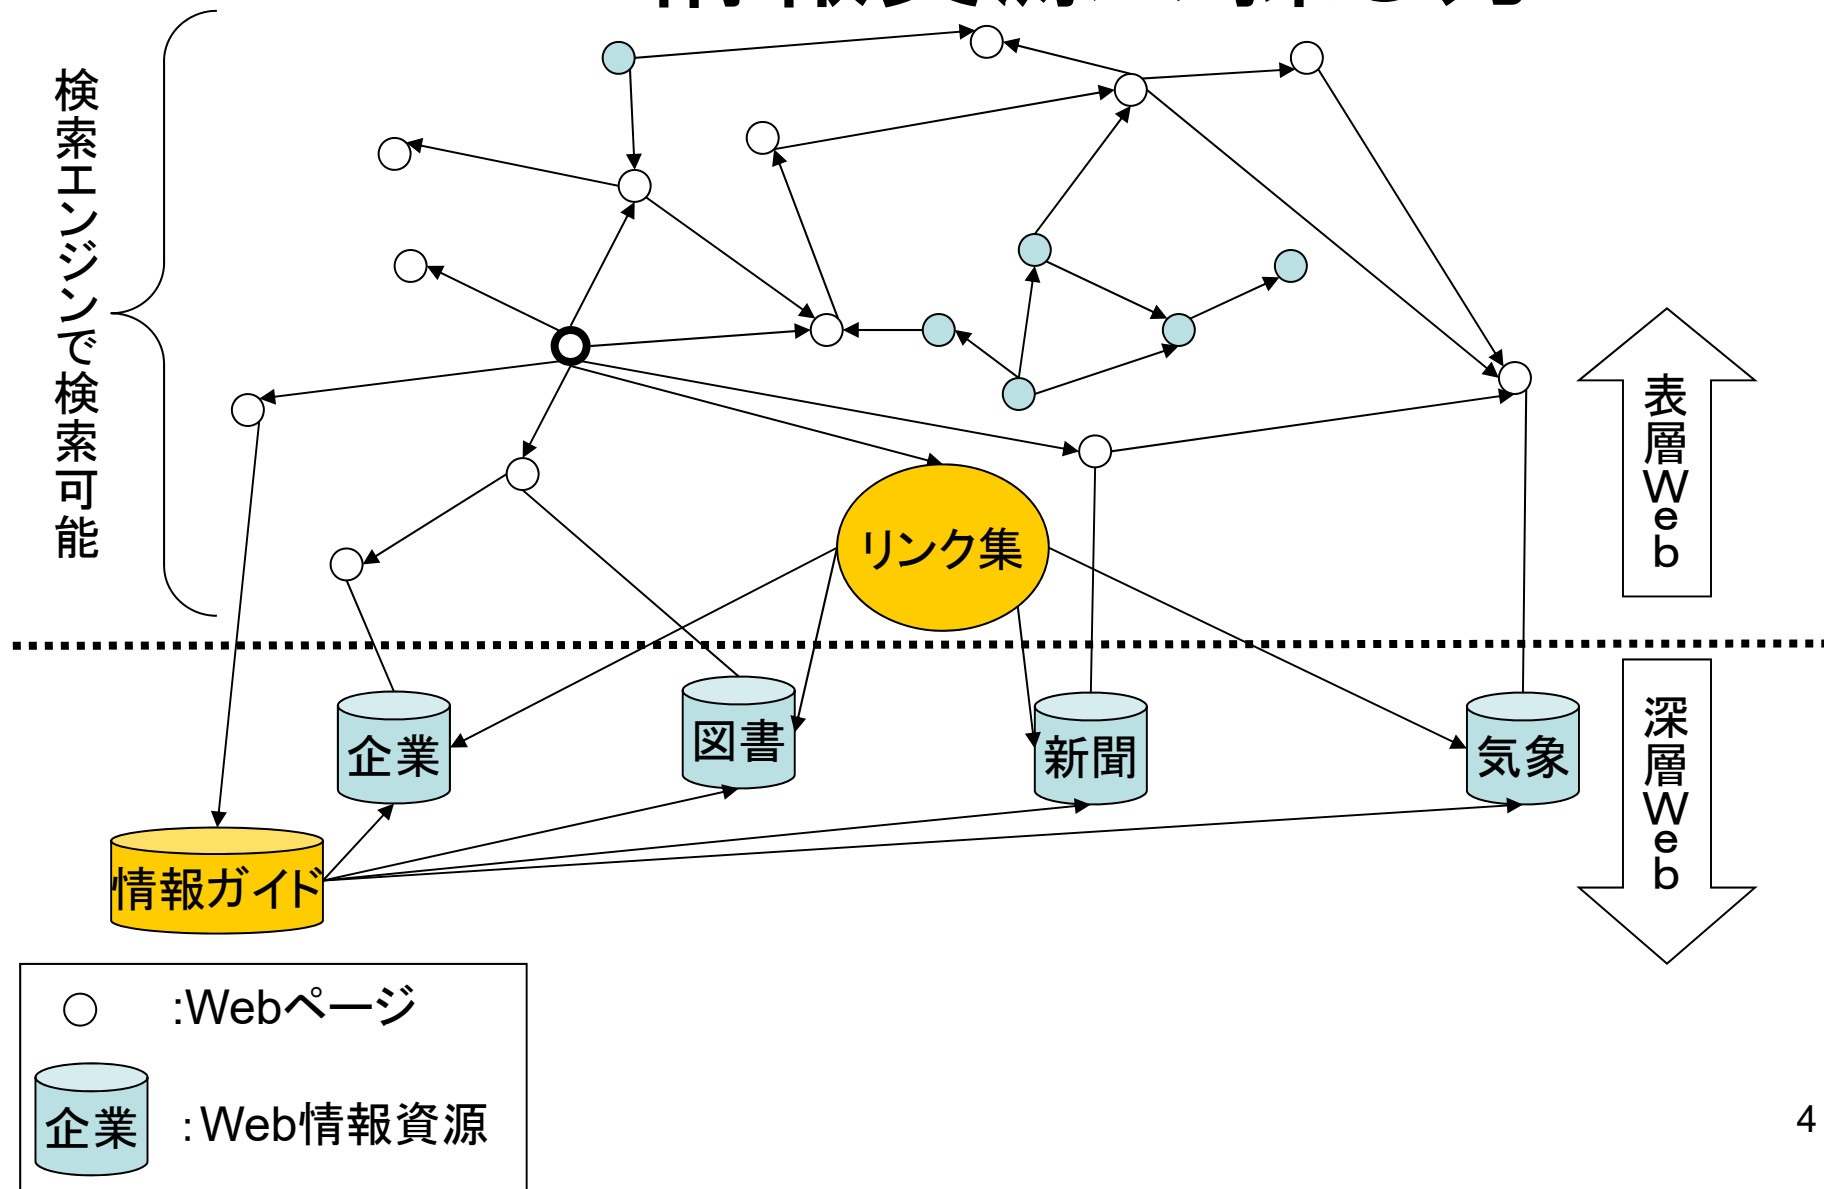 検索エンジンで検索可能
リンク集
表層Web
企業
図書
新聞
気象
深層Web
情報ガイド
:Webページ
企業
:Web情報資源
4